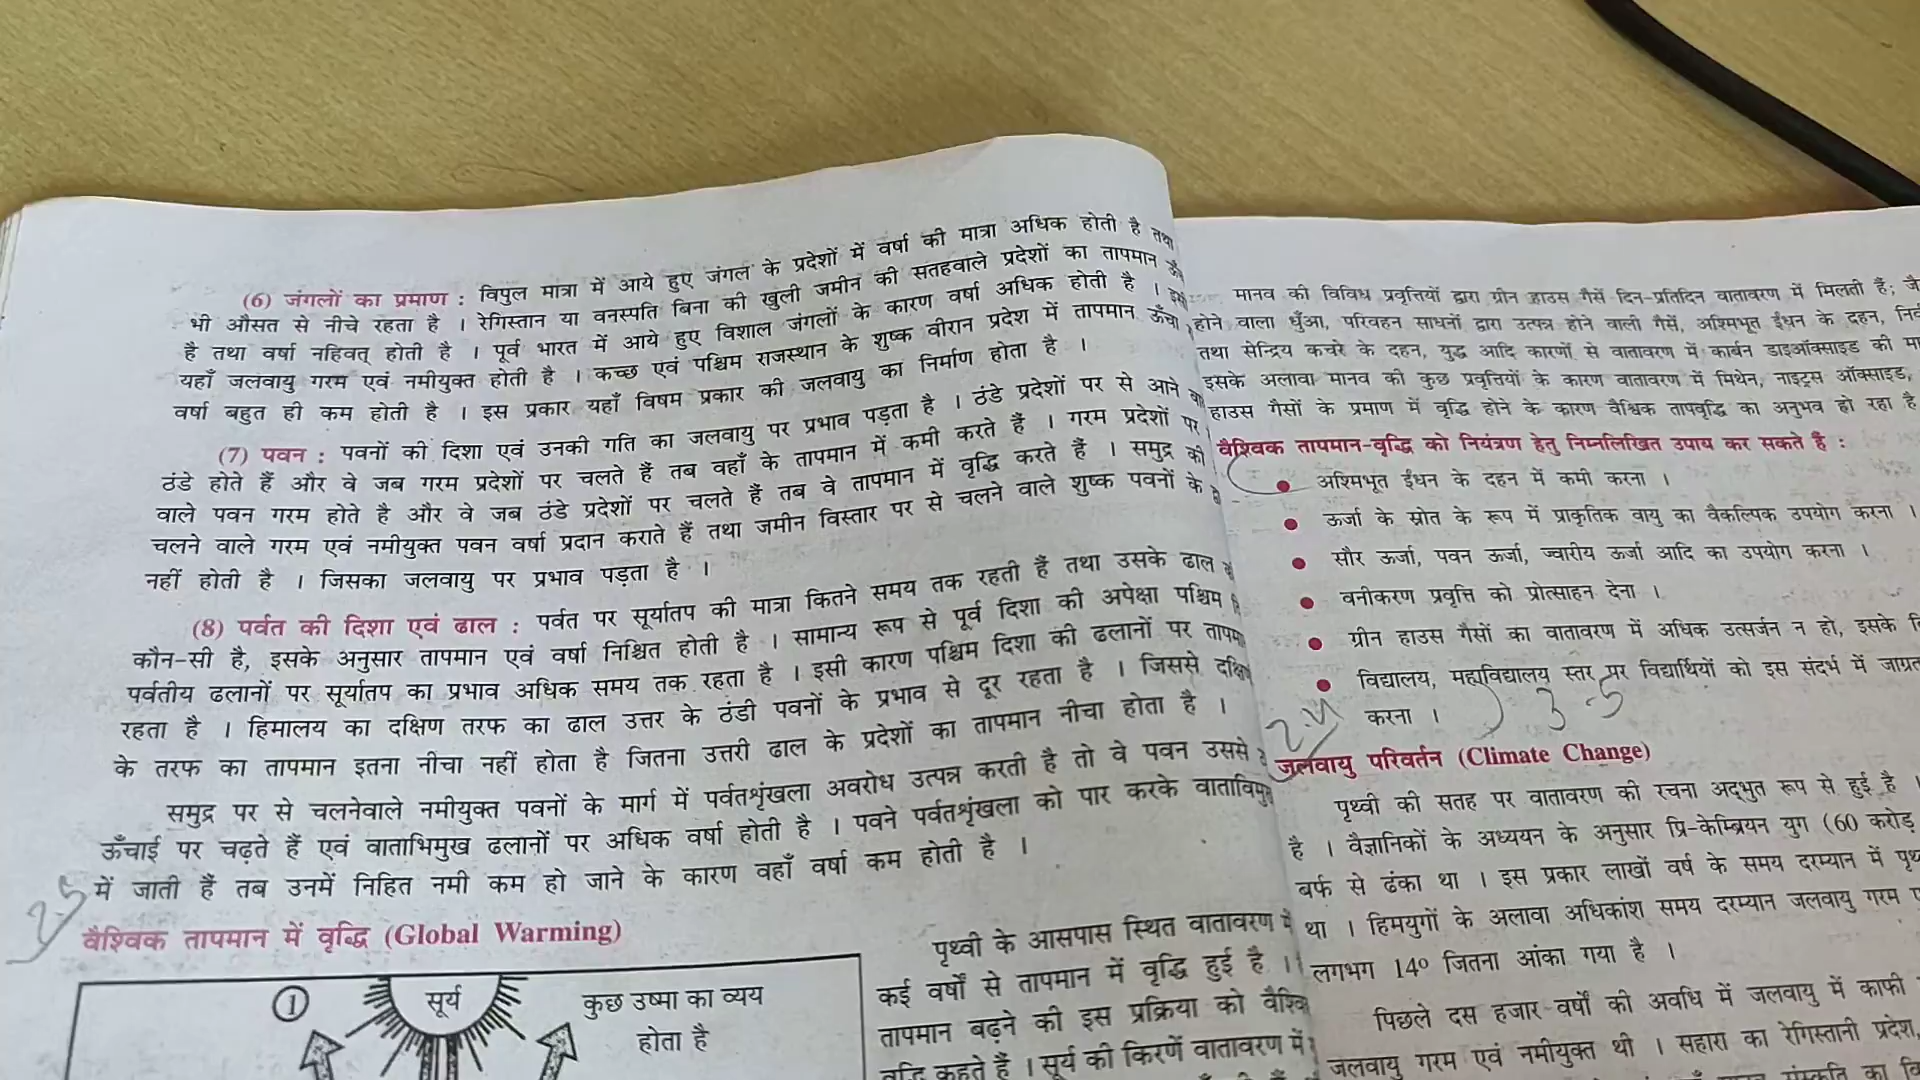 (6) जंगलों का प्रमाण : विपुल मात्रा में आये हुए जंगल के प्रदेशों में वर्षा की मात्रा अधिक होती है तथा
भी औसत से नीचे रहता है । रेगिस्तान या वनस्पति बिना की खुली जमीन की सतहवाले प्रदेशों का तापमान
है तथा वर्षा नहिवत् होती है । पूर्व भारत में आये हुए विशाल जंगलों के कारण वर्षा अधिक होती है ।
यहाँ जलवायु गरम एवं नमीयुक्त होती है । कच्छ एवं पश्चिम राजस्थान के शुष्क वीरान प्रदेश में तापमान ऊँचा
वर्षा बहुत ही कम होती है । इस प्रकार यहाँ विषम प्रकार की जलवायु का निर्माण होता है ।
(7) पवन : पवनों की दिशा एवं उनकी गति का जलवायु पर प्रभाव पड़ता है । ठंडे प्रदेशों पर से आने
ठंडे होते हैं और वे जब गरम प्रदेशों पर चलते हैं तब वहाँ के तापमान में कमी करते हैं । गरम प्रदेशों पर
वाले पवन गरम होते है और वे जब ठंडे प्रदेशों पर चलते हैं तब वे तापमान में वृद्धि करते हैं । समुद्र की
चलने वाले गरम एवं नमीयुक्त पवन वर्षा प्रदान कराते हैं तथा जमीन विस्तार पर से चलने वाले शुष्क पवनों के
नहीं होती है । जिसका जलवायु पर प्रभाव पड़ता है ।
(8) पर्वत की दिशा एवं ढाल : पर्वत पर सूर्यातप की मात्रा कितने समय तक रहती हैं तथा उसके ढाल
कौन-सी है, इसके अनुसार तापमान एवं वर्षा निश्चित होती है । सामान्य रूप से पूर्व दिशा की अपेक्षा पश्चिम
पर्वतीय ढलानों पर सूर्यातप का प्रभाव अधिक समय तक रहता है । इसी कारण पश्चिम दिशा की ढलानों पर
रहता है । हिमालय का दक्षिण तरफ का ढाल उत्तर के ठंडी पवनों के प्रभाव से दूर रहता है । जिससे
के तरफ का तापमान इतना नीचा नहीं होता है जितना उत्तरी ढाल के प्रदेशों का तापमान नीचा होता है ।
समुद्र पर से चलनेवाले नमीयुक्त पवनों के मार्ग में पर्वतशृंखला अवरोध उत्पन्न करती है तो वे पवन उससे
ऊँचाई पर चढ़ते हैं एवं वाताभिमुख ढलानों पर अधिक वर्षा होती है । पवने पर्वतशृंखला को पार करके
में जाती हैं तब उनमें निहित नमी कम हो जाने के कारण वहाँ वर्षा कम होती है ।
वैश्विक तापमान में वृद्धि (Global Warming)
1 सूर्य कुछ उष्मा का व्यय
होता है
पृथ्वी के आसपास स्थित वातावरण में
कई वर्षों से तापमान में वृद्धि हुई है ।
तापमान बढ़ने की इस प्रक्रिया को
वृद्धि कहते हैं । सूर्य की किरणें वातावरण में
मानव की विविध प्रवृत्तियों द्वारा ग्रीन हाउस गैसें दिन-प्रतिदिन वातावरण में मिलती हैं;
होने वाला धुँआ, परिवहन साधनों द्वारा उत्पन्न होने वाली गैसें, अश्मिभूत ईंधन के दहन,
तथा सेन्द्रिय कचरे के दहन, युद्ध आदि कारणों से वातावरण में कार्बन डाइऑक्साइड की
इसके अलावा मानव की कुछ प्रवृत्तियों के कारण वातावरण में मिथेन, नाइट्रस ऑक्साइड,
हाउस गैसों के प्रमाण में वृद्धि होने के कारण वैश्विक तापवृद्धि का अनुभव हो रहा है
वैश्विक तापमान-वृद्धि को नियंत्रण हेतु निम्नलिखित उपाय कर सकते हैं :
● अश्मिभूत ईंधन के दहन में कमी करना ।
● ऊर्जा के स्रोत के रूप में प्राकृतिक वायु का वैकल्पिक उपयोग करना ।
● सौर ऊर्जा, पवन ऊर्जा, ज्वारीय ऊर्जा आदि का उपयोग करना ।
● वनीकरण प्रवृत्ति को प्रोत्साहन देना ।
● ग्रीन हाउस गैसों का वातावरण में अधिक उत्सर्जन न हो, इसके
● विद्यालय, महाविद्यालय स्तर पर विद्यार्थियों को इस संदर्भ में
करना ।
जलवायु परिवर्तन (Climate Change)
पृथ्वी की सतह पर वातावरण की रचना अद्भुत रूप से हुई है ।
है । वैज्ञानिकों के अध्ययन के अनुसार प्रि-केम्ब्रियन युग (60 करोड़
बर्फ से ढंका था । इस प्रकार लाखों वर्ष के समय दरम्यान में
था । हिमयुगों के अलावा अधिकांश समय दरम्यान जलवायु गरम
लगभग 14° जितना आंका गया है ।
पिछले दस हजार वर्षों की अवधि में जलवायु में काफी
जलवायु गरम एवं नमीयुक्त थी । सहारा का रेगिस्तानी प्रदेश,